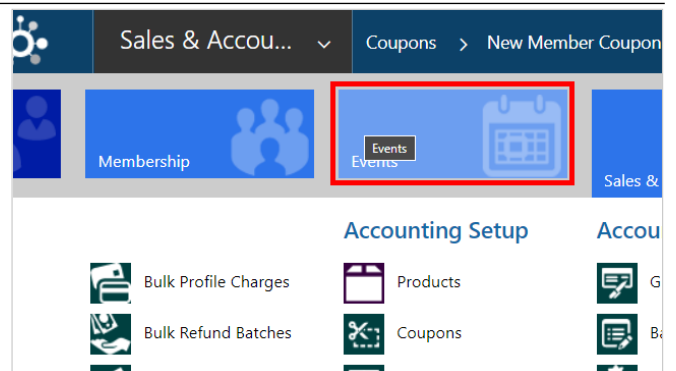 Sales & Accou... Coupons > New Member Coupon
Membership
Events
Events
Sales &
Accounting Setup Accou
Bulk Profile Charges Products G
Bulk Refund Batches Coupons Ba